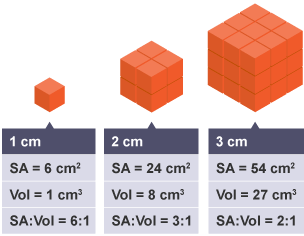 1 cm
SA = 6 cm²
Vol = 1 cm³
SA:Vol = 6:1
2 cm
SA = 24 cm²
Vol = 8 cm³
SA:Vol = 3:1
3 cm
SA = 54 cm²
Vol = 27 cm³
SA:Vol = 2:1